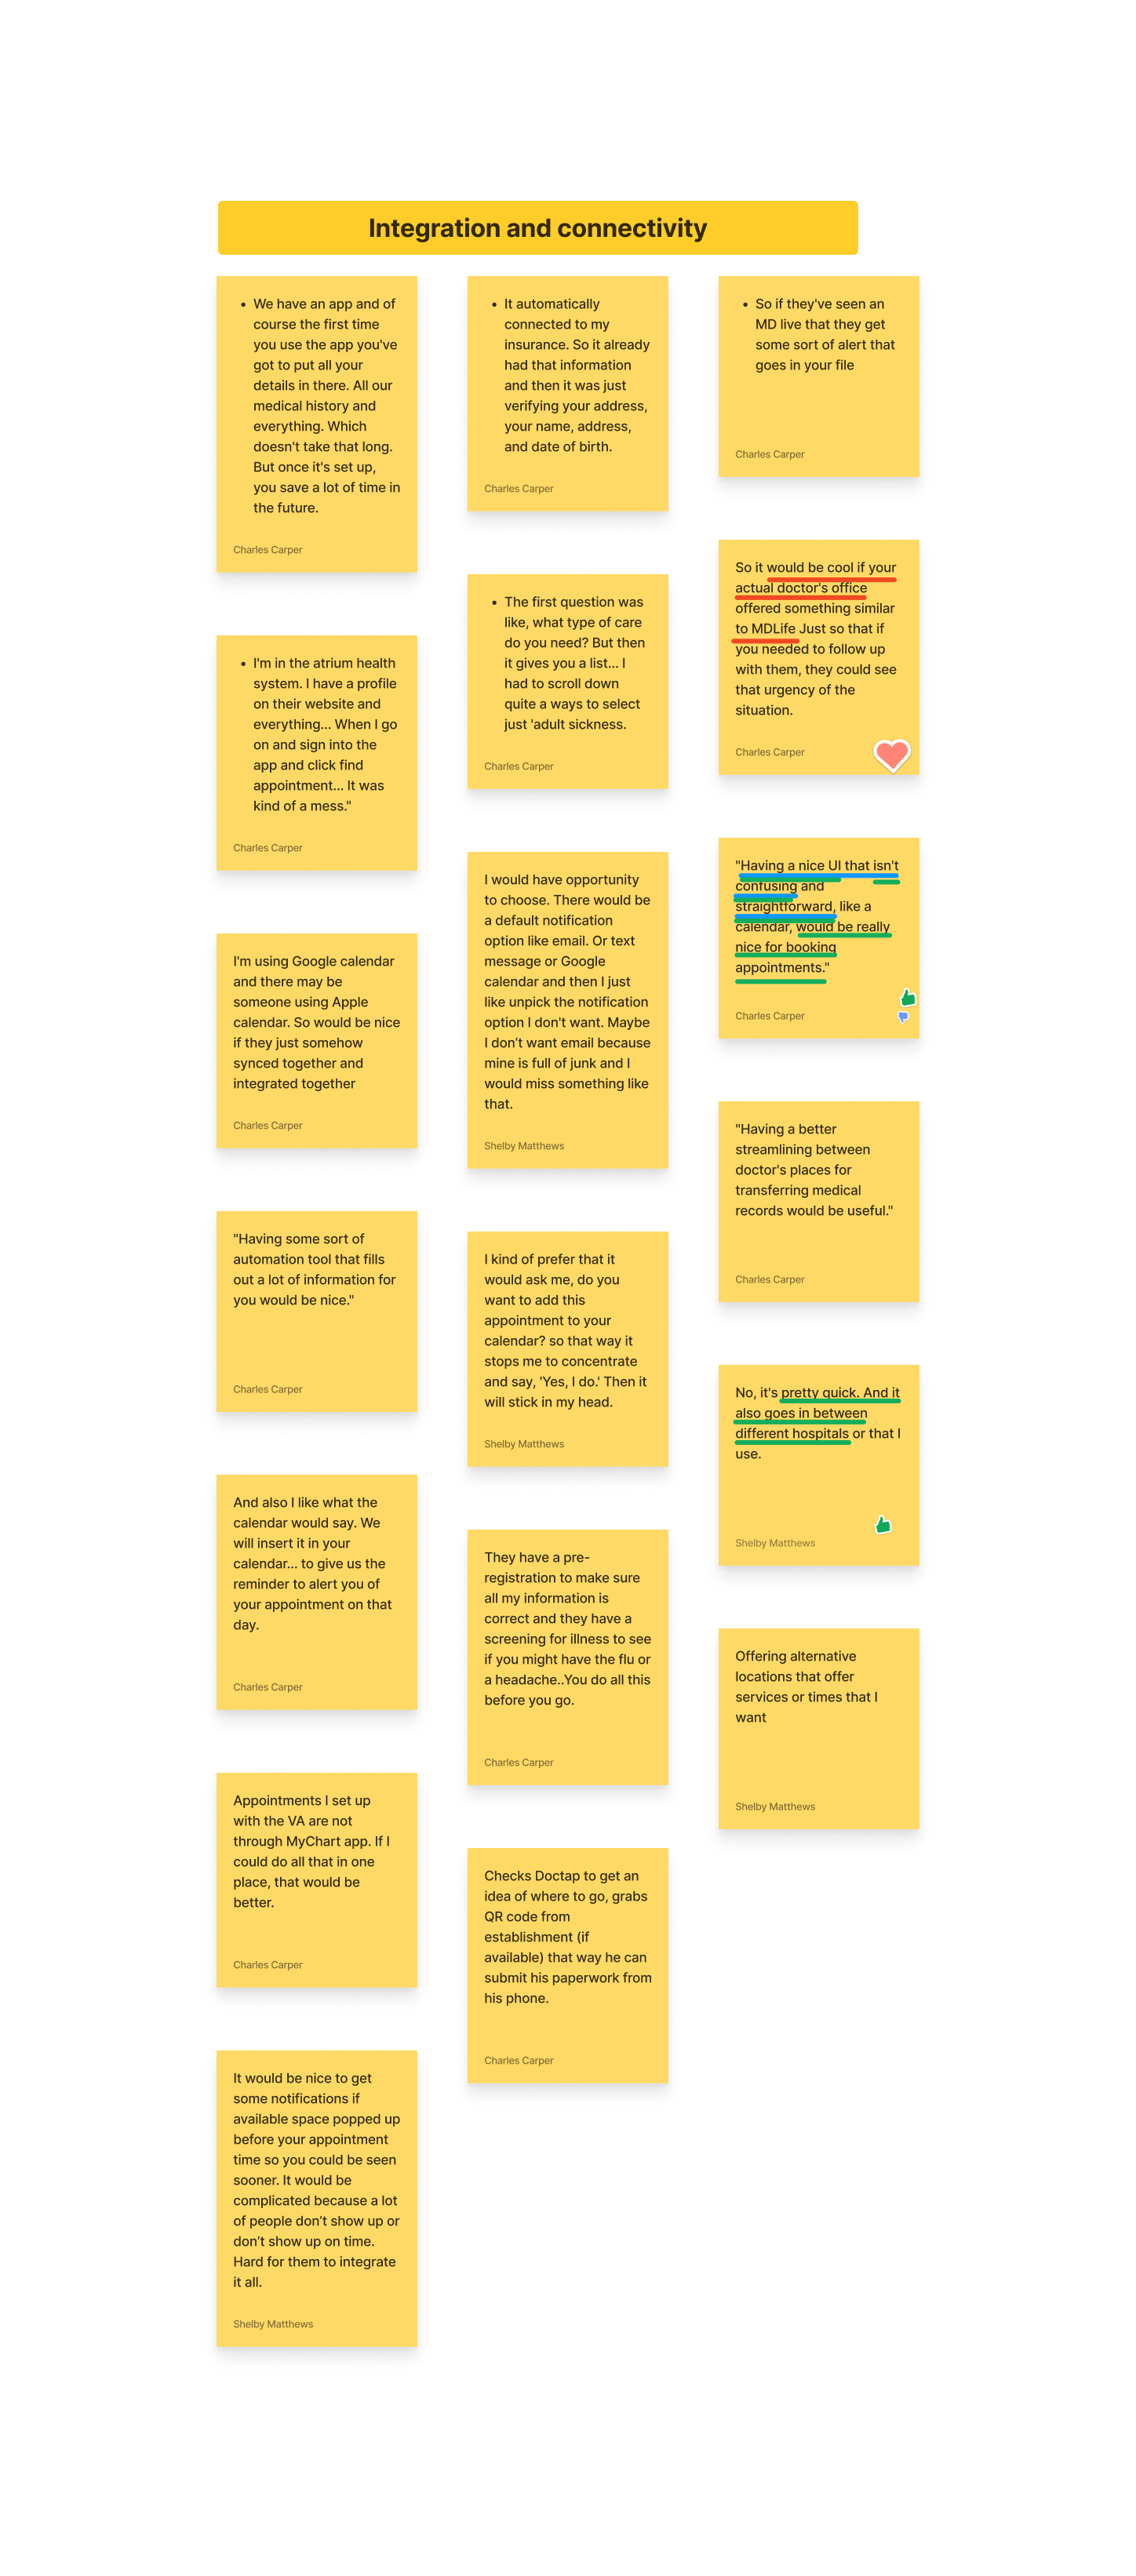 Integration and connectivity
• We have an app and of
course the first time
you use the app you've
got to put all your
details in there. All our
medical history and
everything. Which
doesn't take that long.
But once it's set up,
you save a lot of time in
the future.
Charles Carper
• I'm in the atrium health
system. I have a profile
on their website and
everything... When I go
on and sign into the
app and click find
appointment... It was
kind of a mess."
Charles Carper
I'm using Google calendar
and there may be
someone using Apple
calendar. So would be nice
if they just somehow
synced together and
integrated together
Charles Carper
"Having some sort of
automation tool that fills
out a lot of information for
you would be nice."
Charles Carper
And also I like what the
calendar would say. We
will insert it in your
calendar... to give us the
reminder to alert you of
your appointment on that
day.
Charles Carper
Appointments I set up
with the VA are not
through MyChart app. If I
could do all that in one
place, that would be
better.
Charles Carper
It would be nice to get
some notifications if
available space popped up
before your appointment
time so you could be seen
sooner. It would be
complicated because a lot
of people don’t show up or
don’t show up on time.
Hard for them to integrate
it all.
Shelby Matthews
• It automatically
connected to my
insurance. So it already
had that information
and then it was just
verifying your address,
your name, address,
and date of birth.
Charles Carper
• The first question was
like, what type of care
do you need? But then
it gives you a list... I
had to scroll down
quite a ways to select
just 'adult sickness.
Charles Carper
I would have opportunity
to choose. There would be
a default notification
option like email. Or text
message or Google
calendar and then I just
like unpick the notification
option I don't want. Maybe
I don’t want email because
mine is full of junk and I
would miss something like
that.
Shelby Matthews
I kind of prefer that it
would ask me, do you
want to add this
appointment to your
calendar? so that way it
stops me to concentrate
and say, 'Yes, I do.' Then it
will stick in my head.
Shelby Matthews
They have a pre-
registration to make sure
all my information is
correct and they have a
screening for illness to see
if you might have the flu or
a headache..You do all this
before you go.
Charles Carper
Checks Doctap to get an
idea of where to go, grabs
QR code from
establishment (if
available) that way he can
submit his paperwork from
his phone.
Charles Carper
• So if they've seen an
MD live that they get
some sort of alert that
goes in your file
Charles Carper
So it would be cool if your
actual doctor's office
offered something similar
to MDLife Just so that if
you needed to follow up
with them, they could see
that urgency of the
situation.
Charles Carper
"Having a nice UI that isn't
confusing and
straightforward, like a
calendar, would be really
nice for booking
appointments."
Charles Carper
"Having a better
streamlining between
doctor's places for
transferring medical
records would be useful."
Charles Carper
No, it's pretty quick. And it
also goes in between
different hospitals or that I
use.
Shelby Matthews
Offering alternative
locations that offer
services or times that I
want
Shelby Matthews